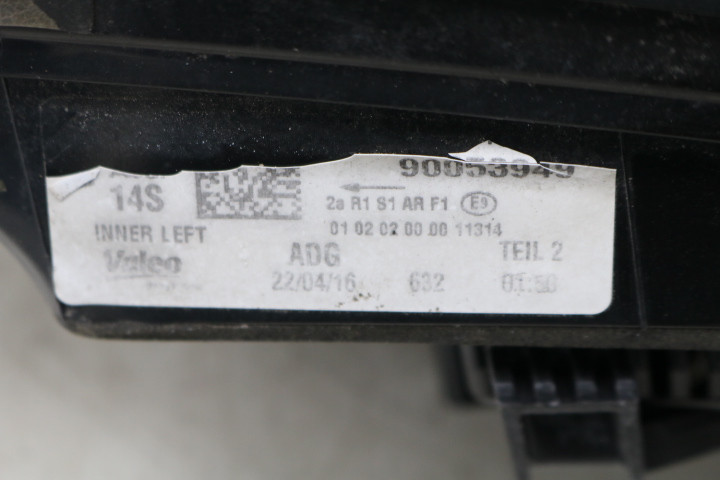 90053949
14S
2a R1 S1 AR F1 E9
INNER LEFT 01 02 02 00 00 11314
Valeo ADG TEIL 2
22/04/16 632 01:50